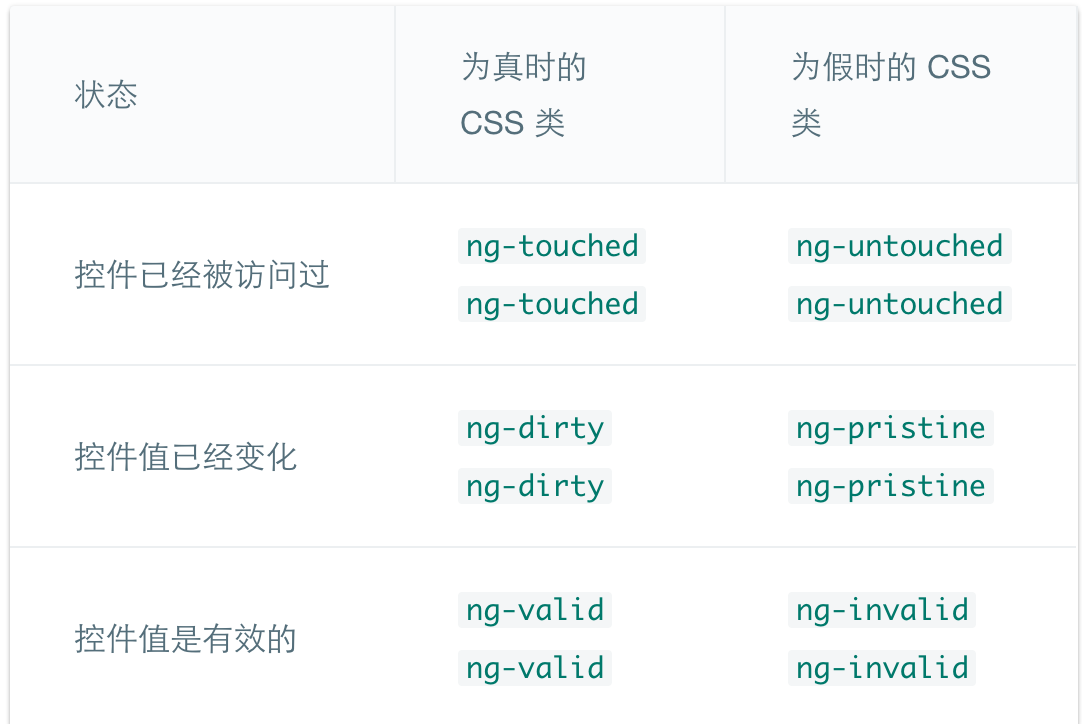 状态
为真时的
CSS 类
为假时的 CSS
类
控件已经被访问过
ng-touched
ng-touched
ng-untouched
ng-untouched
控件值已经变化
ng-dirty
ng-dirty
ng-pristine
ng-pristine
控件值是有效的
ng-valid
ng-valid
ng-invalid
ng-invalid